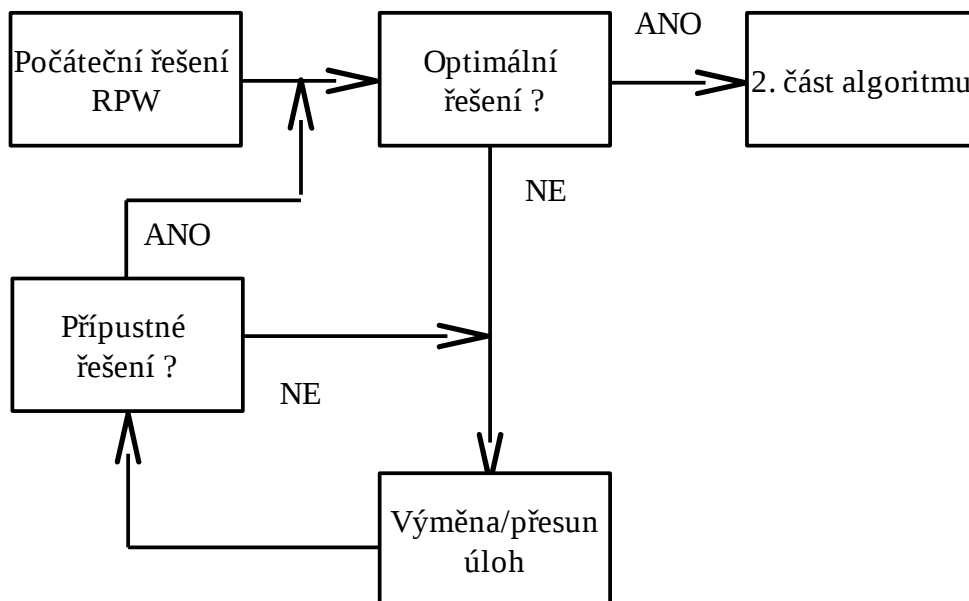 ANO
Počáteční řešení
RPW
Optimální
řešení ?
2. část algoritmu
NE
ANO
Přípustné
řešení ?
NE
Výměna/přesun
úloh